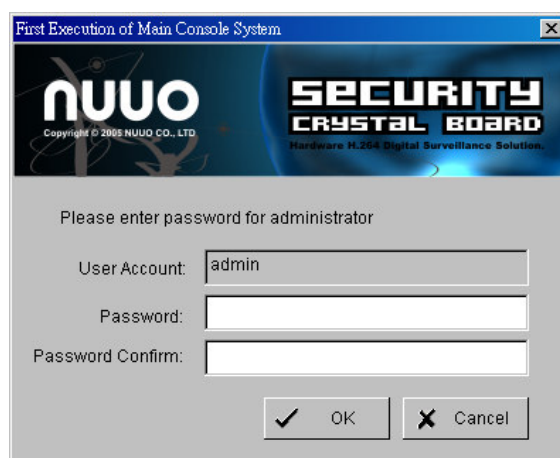 First Execution of Main Console System
NUUO
Copyright © 2005 NUUO CO., LTD
SECURITY
CRYSTAL BOARD
Hardware H.264 Digital Surveillance Solution.
Please enter password for administrator
User Account:
admin
Password:
Password Confirm:
OK
Cancel